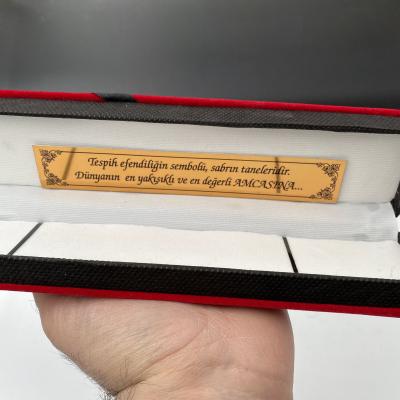 Tespih efendiliğin sembolü, sabrın taneleridir.
Dünyanın en yakışıklı ve en değerli AMCASINA...